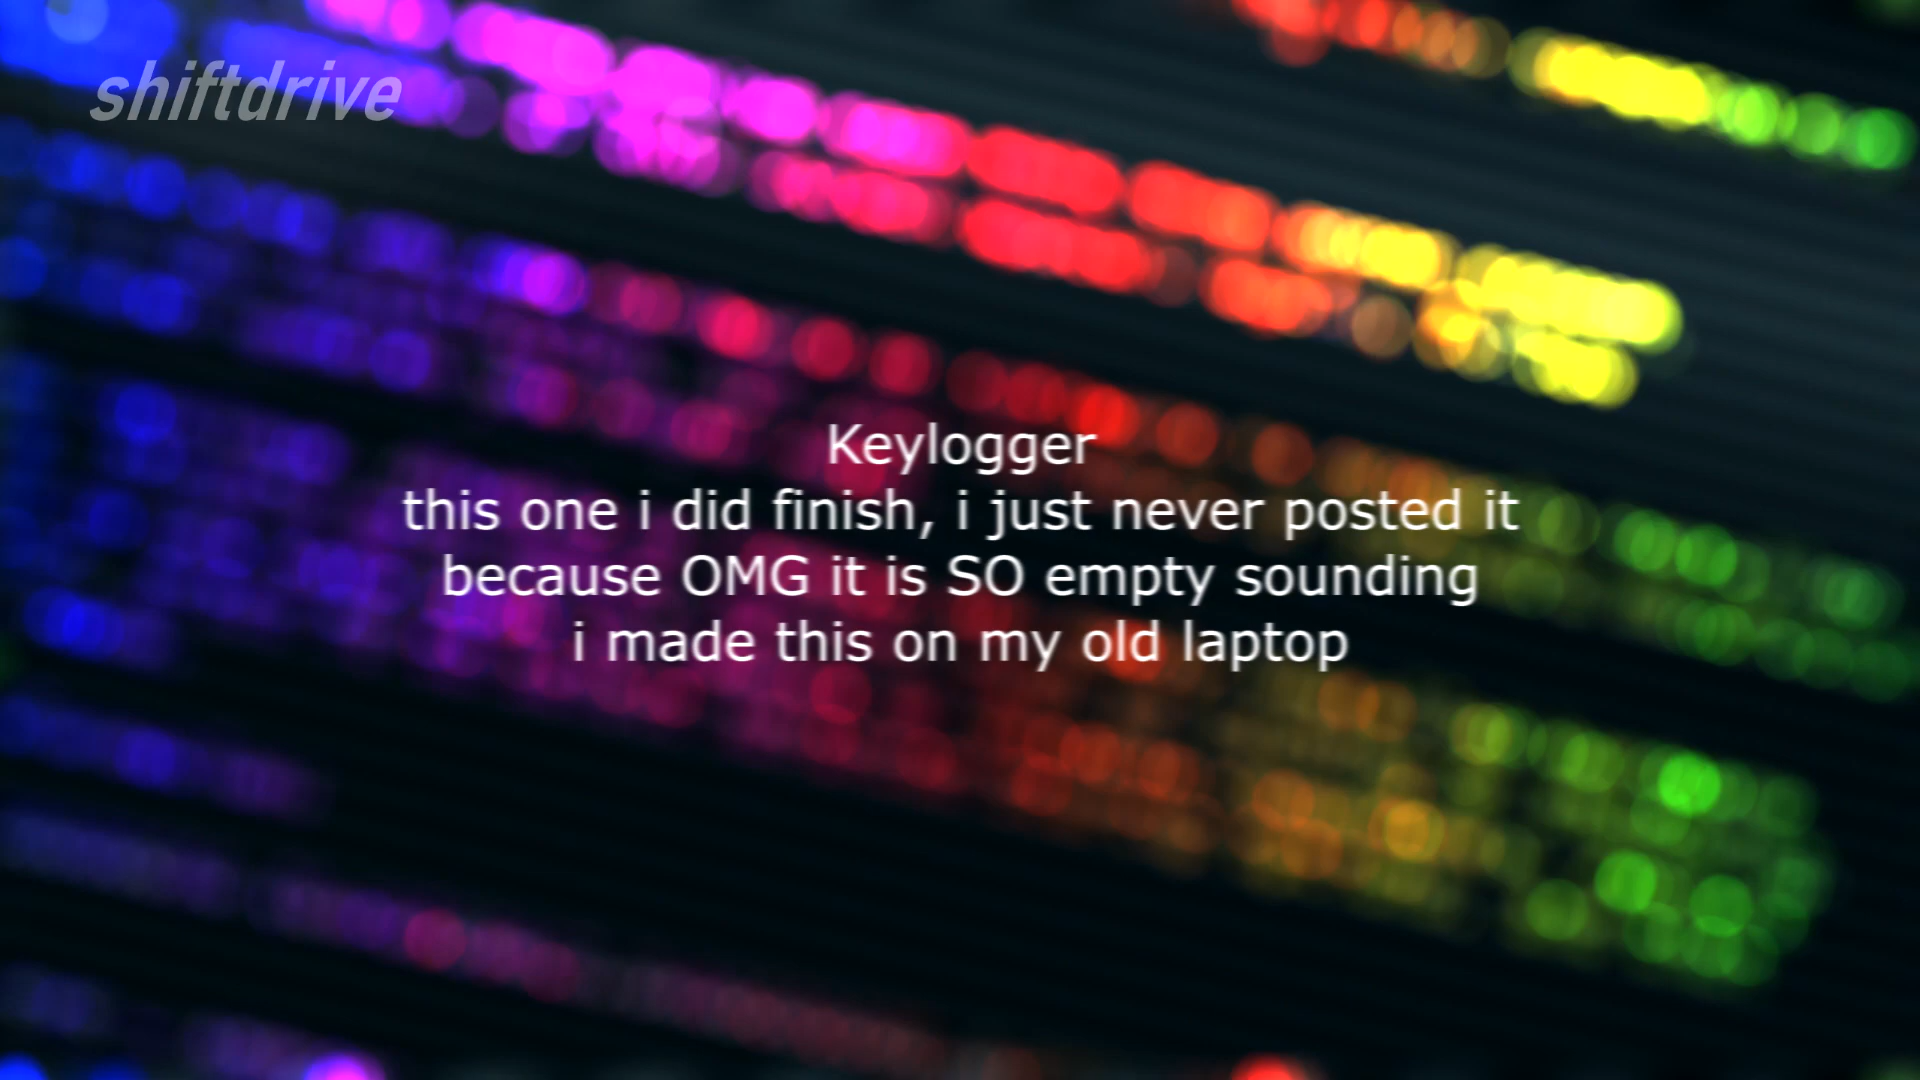 shiftdrive
Keylogger
this one i did finish, i just never posted it
because OMG it is SO empty sounding
i made this on my old laptop